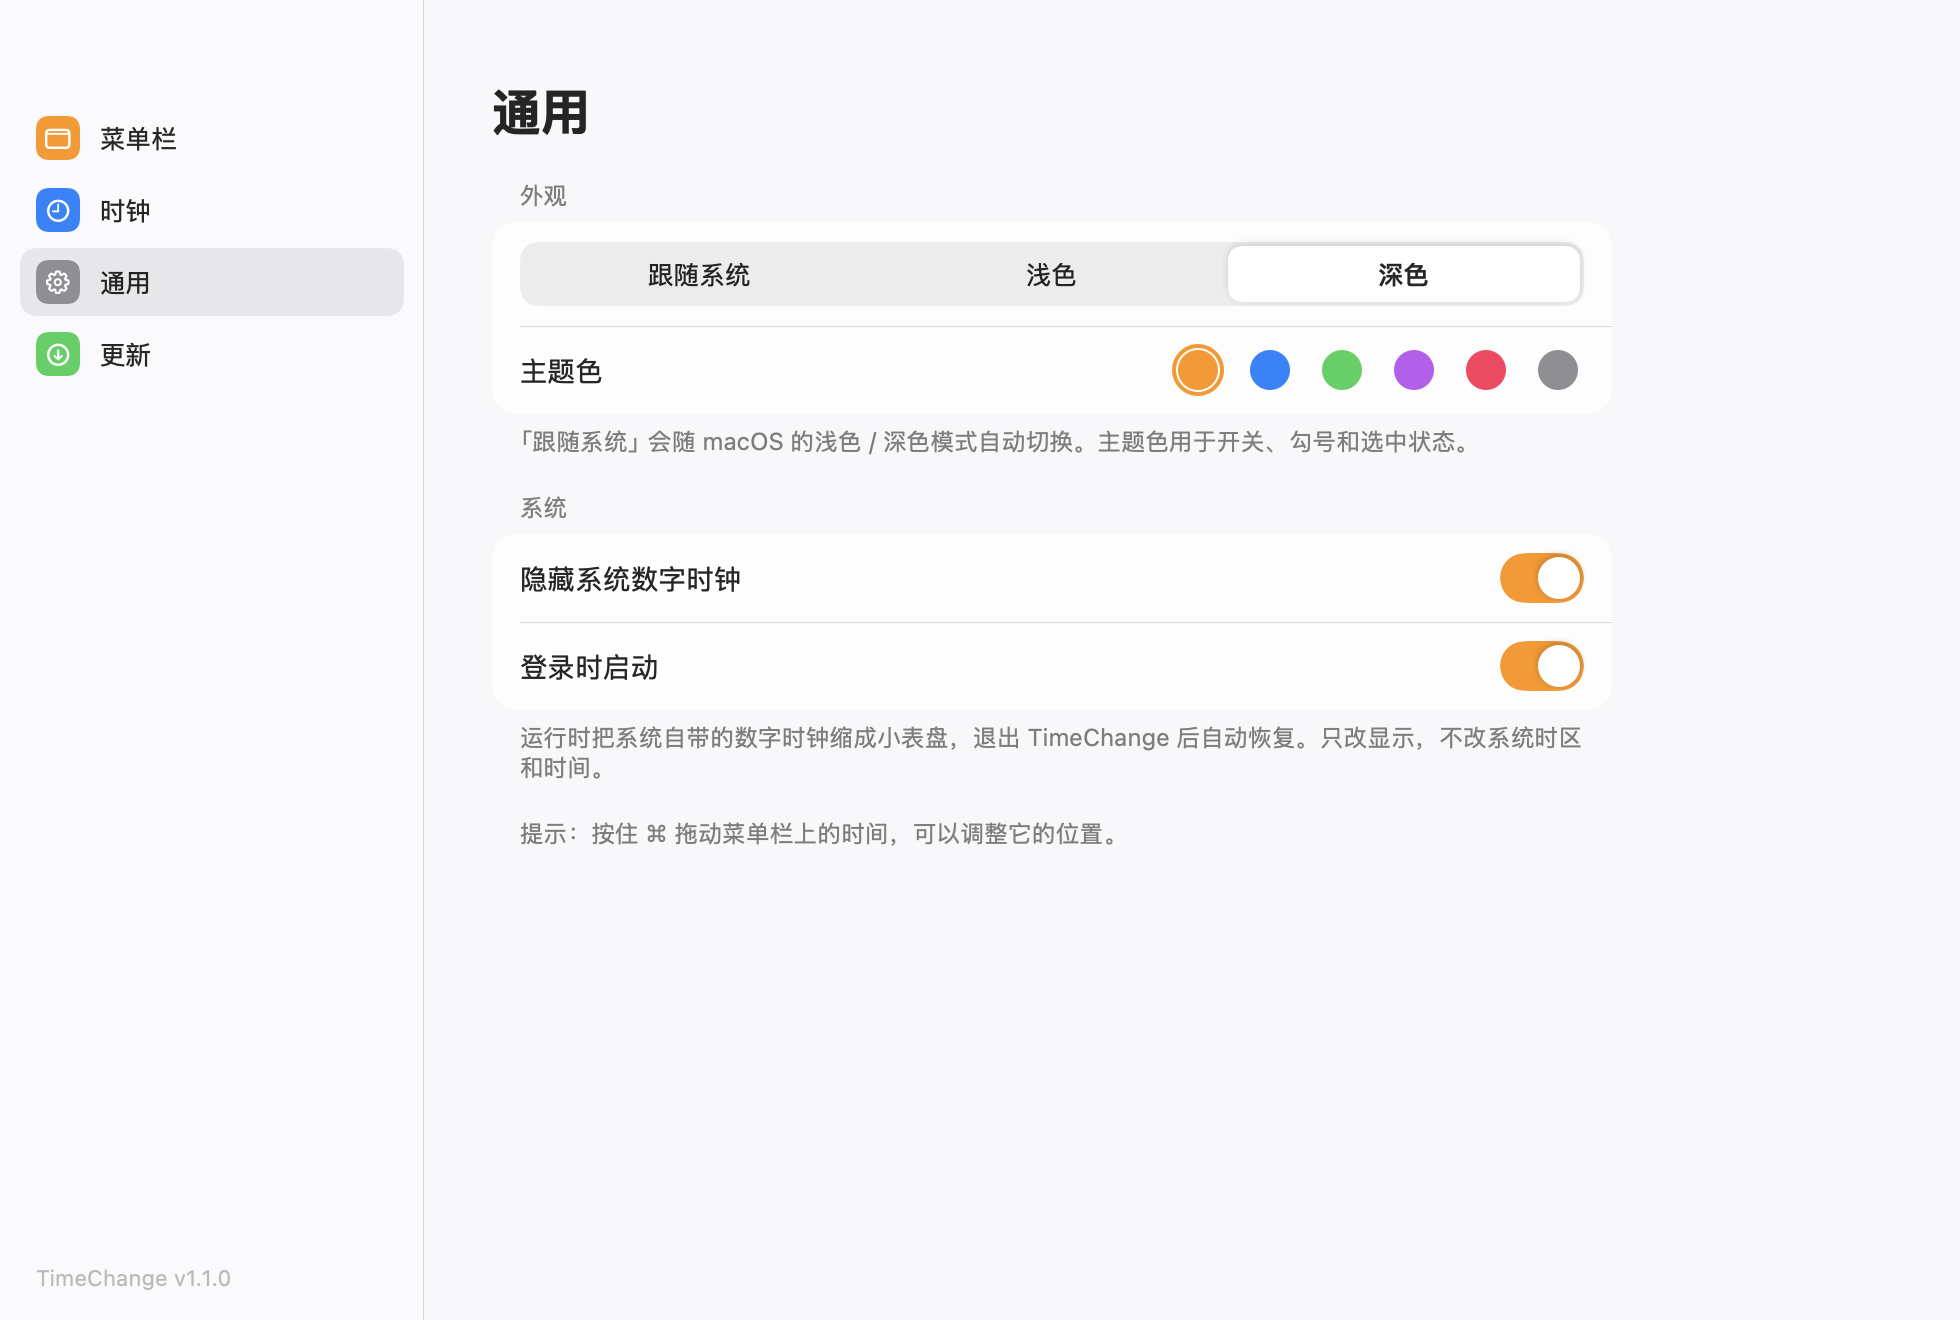 菜单栏
时钟
通用
更新
TimeChange v1.1.0
通用
外观
跟随系统
浅色
深色
主题色
「跟随系统」会随 macOS 的浅色 / 深色模式自动切换。主题色用于开关、勾号和选中状态。
系统
隐藏系统数字时钟
登录时启动
运行时把系统自带的数字时钟缩成小表盘，退出 TimeChange 后自动恢复。只改显示，不改系统时区
和时间。
提示：按住 ⌘ 拖动菜单栏上的时间，可以调整它的位置。